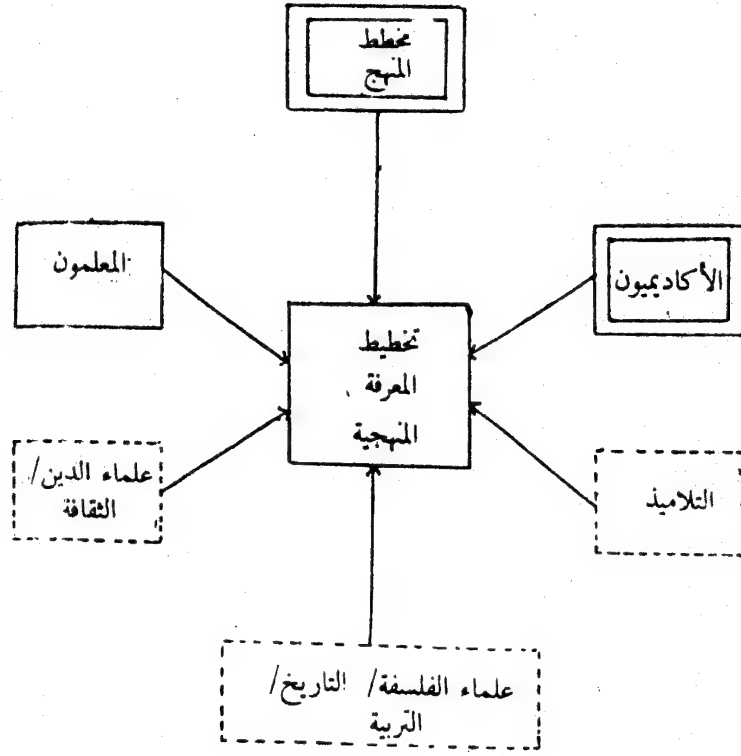 مخطط
المنهج
الأكاديميون
المعلمون
تخطيط
المعرفة
المنهجية
التلاميذ
علماء الدين/
الثقافة
علماء الفلسفة/ التاريخ/
التربية